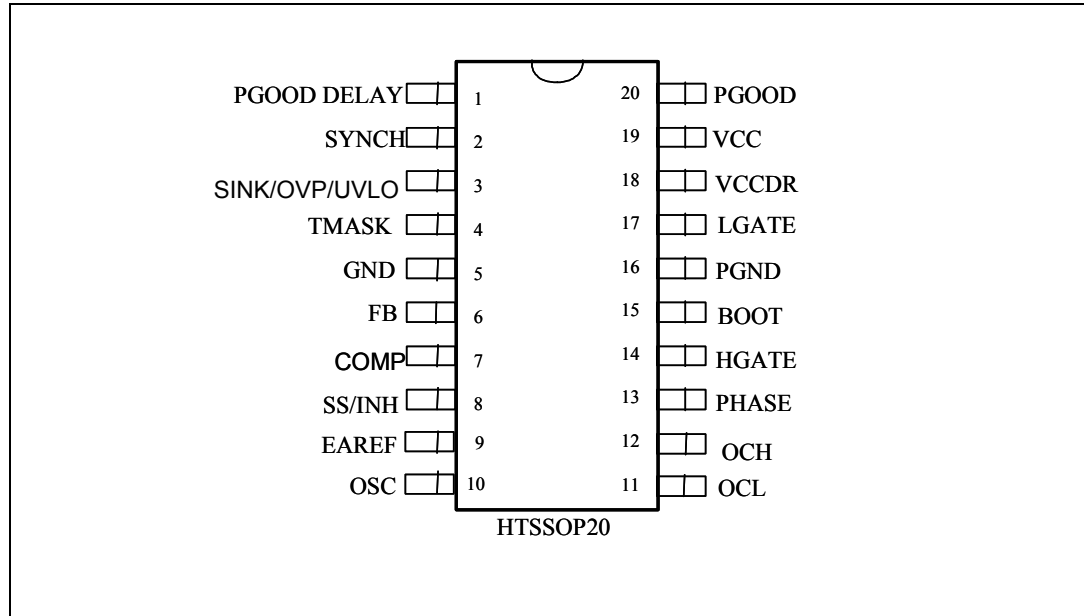 PGOOD DELAY 1 20 PGOOD
SYNCH 2 19 VCC
SINK/OVP/UVLO 3 18 VCCDR
TMASK 4 17 LGATE
GND 5 16 PGND
FB 6 15 BOOT
COMP 7 14 HGATE
SS/INH 8 13 PHASE
EAREF 9 12 OCH
OSC 10 11 OCL
HTSSOP20